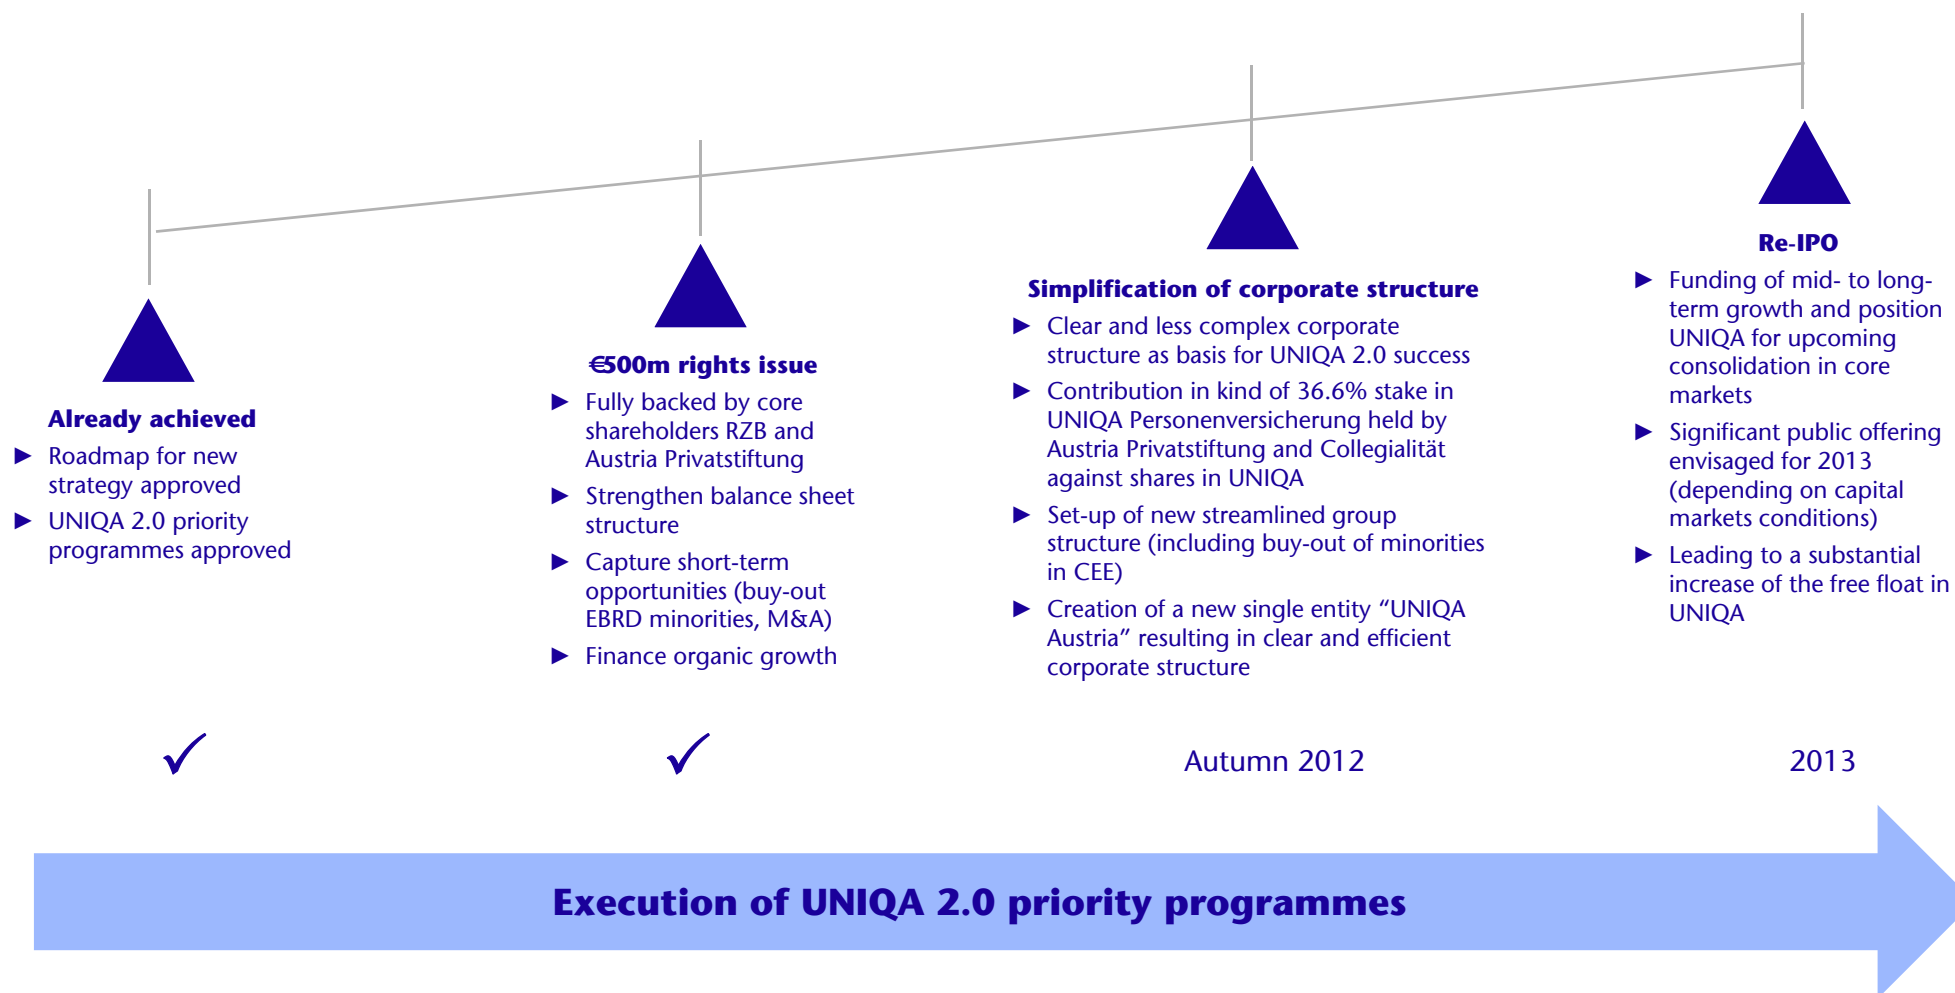 Already achieved
► Roadmap for new
strategy approved
► UNIQA 2.0 priority
programmes approved
€500m rights issue
► Fully backed by core
shareholders RZB and
Austria Privatstiftung
► Strengthen balance sheet
structure
► Capture short-term
opportunities (buy-out
EBRD minorities, M&A)
► Finance organic growth
Simplification of corporate structure
► Clear and less complex corporate
structure as basis for UNIQA 2.0 success
► Contribution in kind of 36.6% stake in
UNIQA Personenversicherung held by
Austria Privatstiftung and Collegialität
against shares in UNIQA
► Set-up of new streamlined group
structure (including buy-out of minorities
in CEE)
► Creation of a new single entity “UNIQA
Austria” resulting in clear and efficient
corporate structure
Re-IPO
► Funding of mid- to long-
term growth and position
UNIQA for upcoming
consolidation in core
markets
► Significant public offering
envisaged for 2013
(depending on capital
markets conditions)
► Leading to a substantial
increase of the free float in
UNIQA
✓
✓
Autumn 2012
2013
Execution of UNIQA 2.0 priority programmes